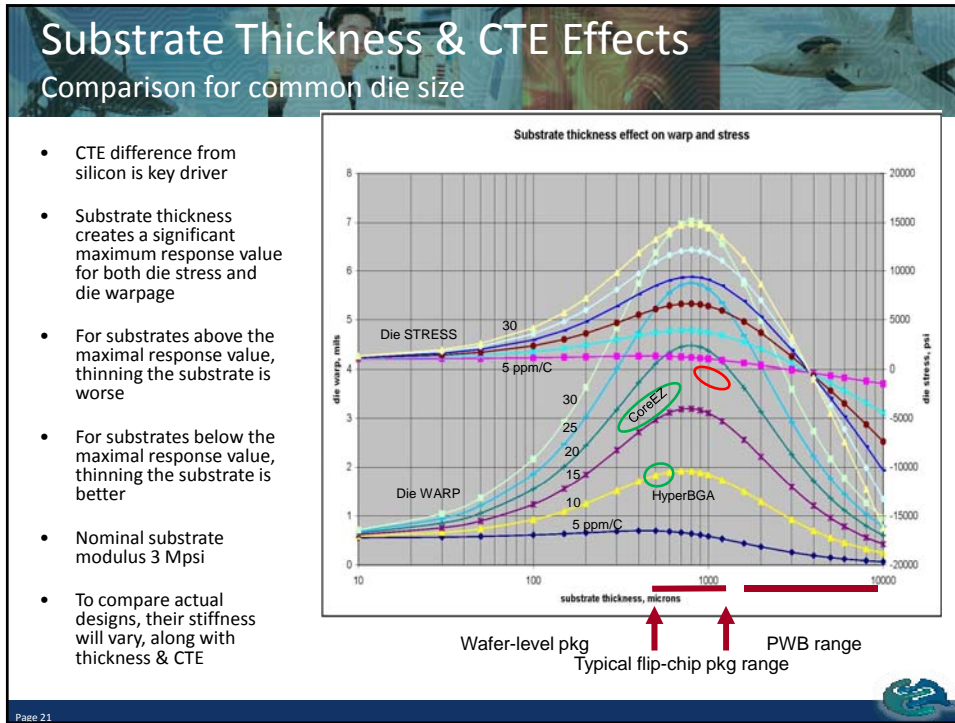 Substrate Thickness & CTE Effects
Comparison for common die size
• CTE difference from
silicon is key driver
• Substrate thickness
creates a significant
maximum response value
for both die stress and
die warpage
• For substrates above the
maximal response value,
thinning the substrate is
worse
• For substrates below the
maximal response value,
thinning the substrate is
better
• Nominal substrate
modulus 3 Mpsi
• To compare actual
designs, their stiffness
will vary, along with
thickness & CTE
Substrate thickness effect on warp and stress
8
7
6
5
4
3
2
1
0
die warp, mils
20000
15000
10000
5000
0
-5000
-10000
-15000
-20000
die stress, psi
Die STRESS
30
5 ppm/C
30
25
20
15
10
5 ppm/C
CoreEZ
HyperBGA
Die WARP
10
100
1000
10000
substrate thickness, microns
Wafer-level pkg
PWB range
Typical flip-chip pkg range
Page 21